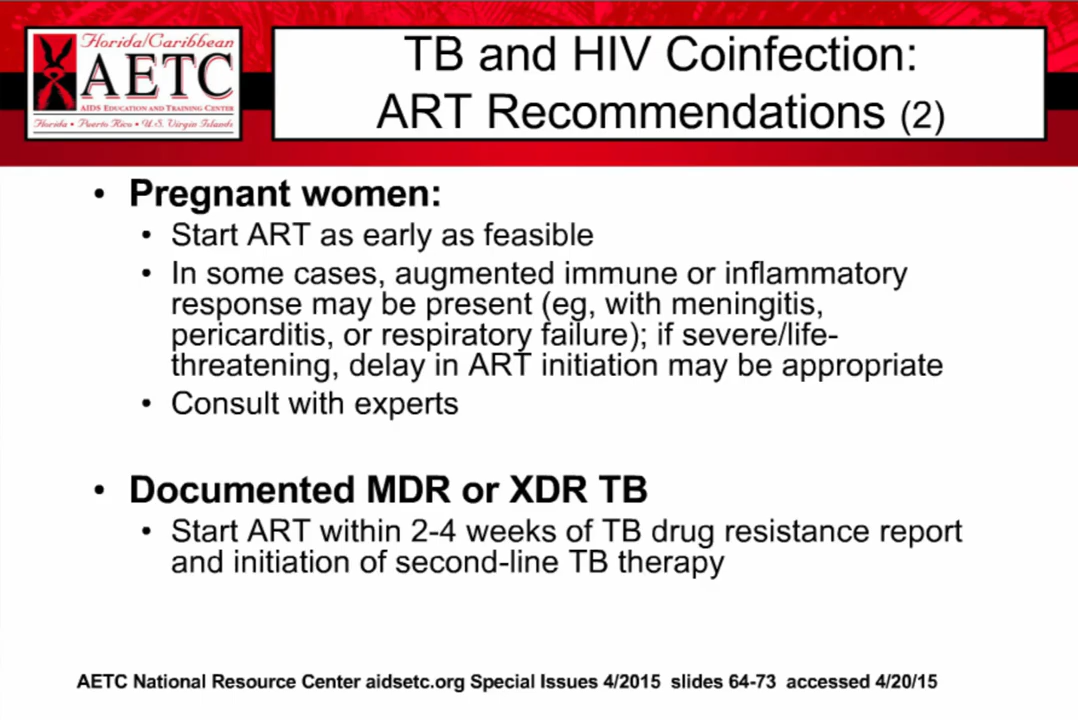 Florida/Caribbean
AETC
AIDS EDUCATION AND TRAINING CENTER
Florida • Puerto Rico • U.S. Virgin Islands
TB and HIV Coinfection:
ART Recommendations (2)
• Pregnant women:
• Start ART as early as feasible
• In some cases, augmented immune or inflammatory
response may be present (eg, with meningitis,
pericarditis, or respiratory failure); if severe/life-
threatening, delay in ART initiation may be appropriate
• Consult with experts
• Documented MDR or XDR TB
• Start ART within 2-4 weeks of TB drug resistance report
and initiation of second-line TB therapy
AETC National Resource Center aidsetc.org Special Issues 4/2015 slides 64-73 accessed 4/20/15